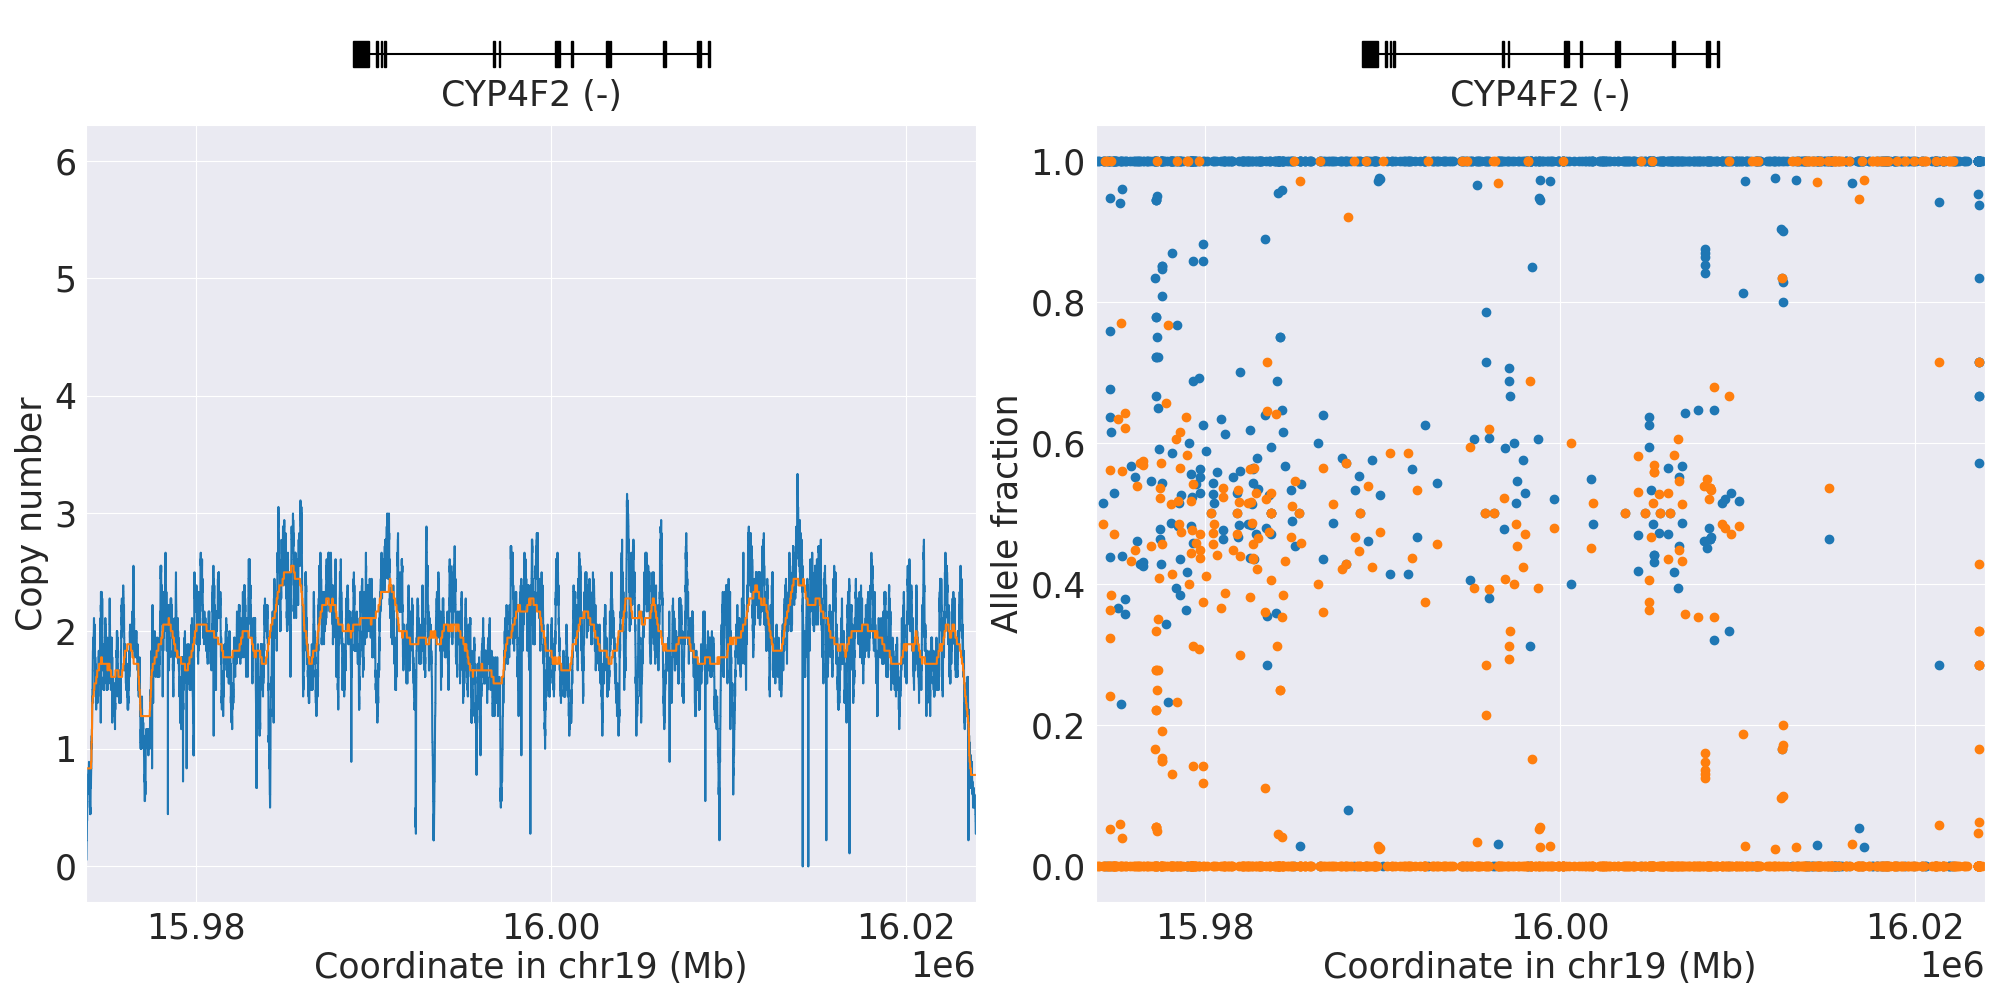 CYP4F2 (-)
6
5
4
3
2
1
0
Copy number
15.98
16.00
16.02
Coordinate in chr19 (Mb)
1e6
CYP4F2 (-)
1.0
0.8
0.6
0.4
0.2
0.0
Allele fraction
15.98
16.00
16.02
Coordinate in chr19 (Mb)
1e6